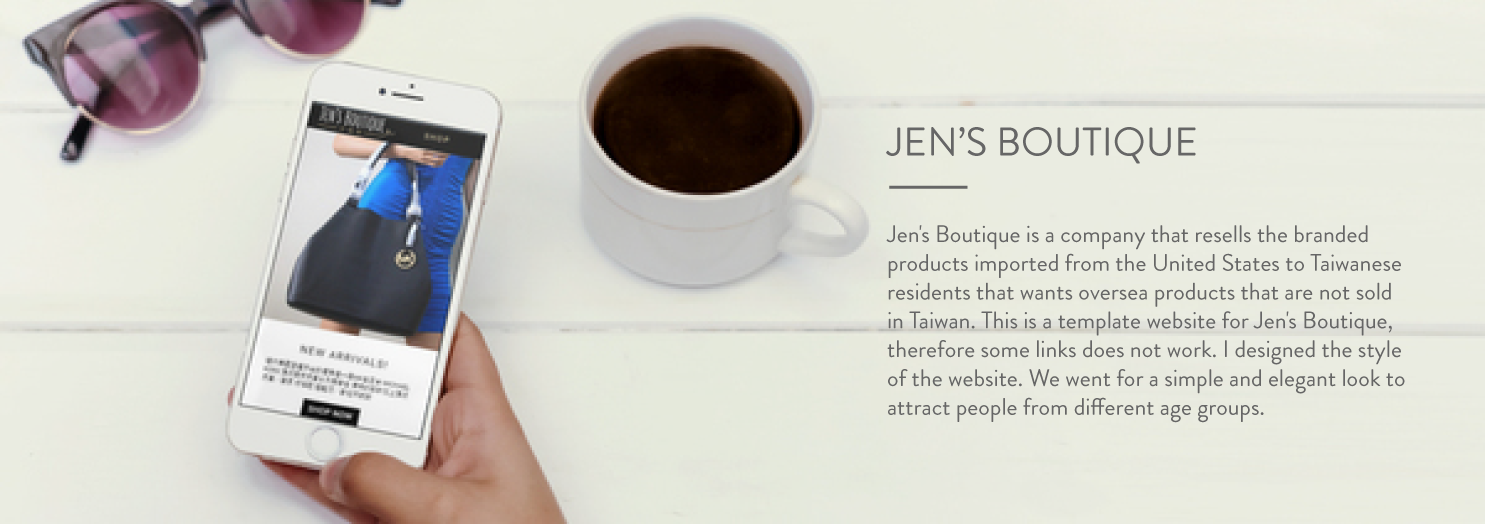 JEN'S BOUTIQUE
SHOP
NEW ARRIVALS!
SHOP NOW
JEN’S BOUTIQUE
Jen's Boutique is a company that resells the branded
products imported from the United States to Taiwanese
residents that wants oversea products that are not sold
in Taiwan. This is a template website for Jen's Boutique,
therefore some links does not work. I designed the style
of the website. We went for a simple and elegant look to
attract people from different age groups.